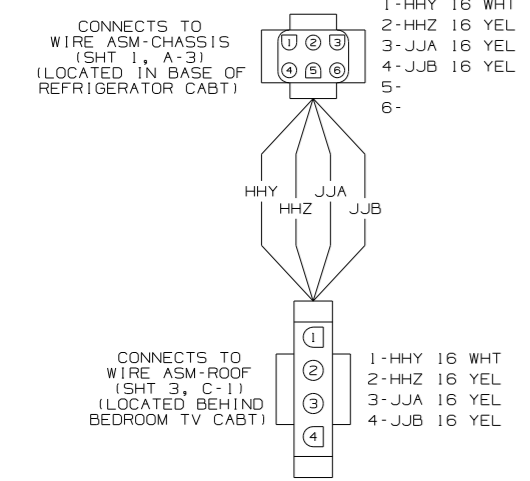 CONNECTS TO
WIRE ASM-CHASSIS
(SHT 1, A-3)
(LOCATED IN BASE OF
REFRIGERATOR CABT)
1 2 3
4 5 6
1-HHY 16 WHT
2-HHZ 16 YEL
3-JJA 16 YEL
4-JJB 16 YEL
5-
6-
HHY JJA
HHZ JJB
CONNECTS TO
WIRE ASM-ROOF
(SHT 3, C-1)
(LOCATED BEHIND
BEDROOM TV CABT)
1
2
3
4
1-HHY 16 WHT
2-HHZ 16 YEL
3-JJA 16 YEL
4-JJB 16 YEL